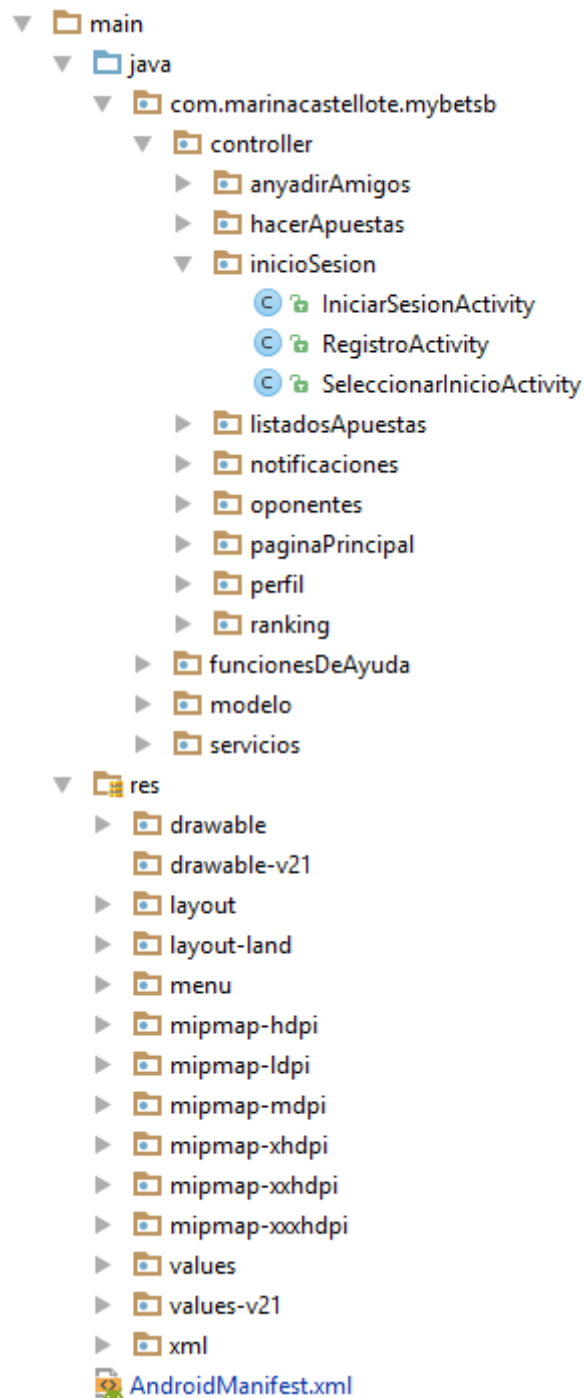 main
java
com.marinacastellote.mybetsb
controller
anyadirAmigos
hacerApuestas
inicioSesion
C IniciarSesionActivity
C RegistroActivity
C SeleccionarInicioActivity
listadosApuestas
notificaciones
oponentes
paginaPrincipal
perfil
ranking
funcionesDeAyuda
modelo
servicios
res
drawable
drawable-v21
layout
layout-land
menu
mipmap-hdpi
mipmap-ldpi
mipmap-mdpi
mipmap-xhdpi
mipmap-xxhdpi
mipmap-xxxhdpi
values
values-v21
xml
AndroidManifest.xml